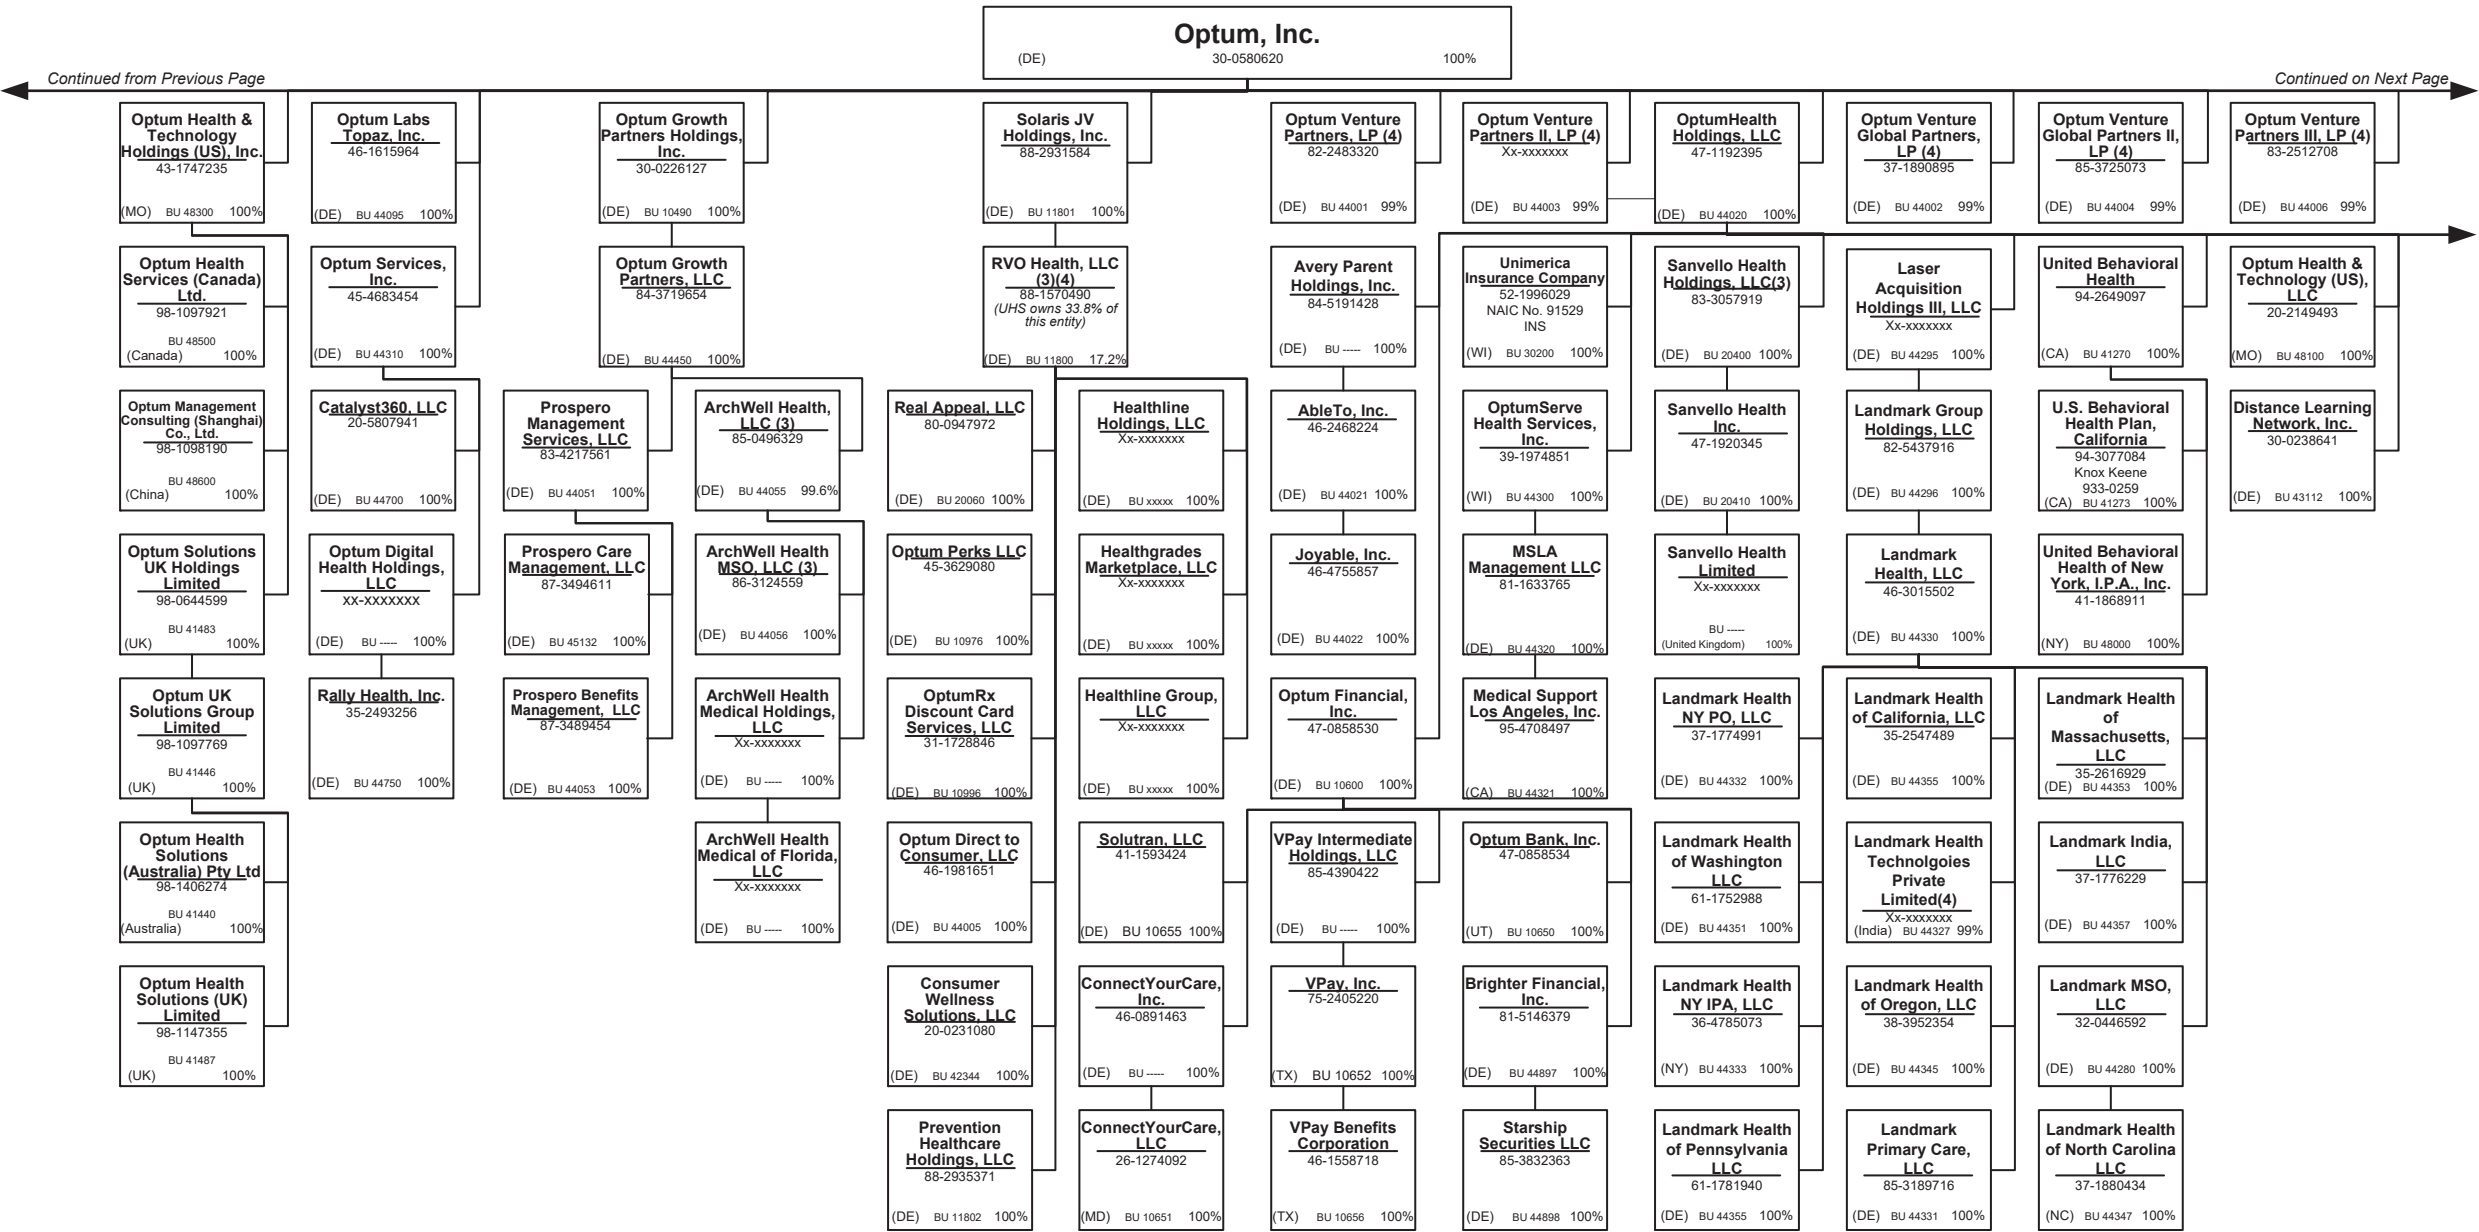 Optum, Inc.
(DE) 30-0580620 100%
Continued from Previous Page
Continued on Next Page
Optum Health &
Technology
Holdings (US), Inc.
43-1747235
(MO) BU 48300 100%
Optum Labs
Topaz, Inc.
46-1615964
(DE) BU 44095 100%
Optum Growth
Partners Holdings,
Inc.
30-0226127
(DE) BU 10490 100%
Solaris JV
Holdings, Inc.
88-2931584
(DE) BU 11801 100%
Optum Venture
Partners, LP (4)
82-2483320
(DE) BU 44001 99%
Optum Venture
Partners II, LP (4)
Xx-xxxxxxx
(DE) BU 44003 99%
OptumHealth
Holdings, LLC
47-1192395
(DE) BU 44020 100%
Optum Venture
Global Partners,
LP (4)
37-1890895
(DE) BU 44002 99%
Optum Venture
Global Partners II,
LP (4)
85-3725073
(DE) BU 44004 99%
Optum Venture
Partners III, LP (4)
83-2512708
(DE) BU 44006 99%
Optum Health
Services (Canada)
Ltd.
98-1097921
BU 48500
(Canada) 100%
Optum Services,
Inc.
45-4683454
(DE) BU 44310 100%
Optum Growth
Partners, LLC
84-3719654
(DE) BU 44450 100%
RVO Health, LLC
(3)(4)
88-1570490
(UHS owns 33.8% of
this entity)
(DE) BU 11800 17.2%
Avery Parent
Holdings, Inc.
84-5191428
(DE) BU ----- 100%
Unimerica
Insurance Company
52-1996029
NAIC No. 91529
INS
(WI) BU 30200 100%
Sanvello Health
Holdings, LLC(3)
83-3057919
(DE) BU 20400 100%
Laser
Acquisition
Holdings III, LLC
Xx-xxxxxxx
(DE) BU 44295 100%
United Behavioral
Health
94-2649097
(CA) BU 41270 100%
Optum Health &
Technology (US),
LLC
20-2149493
(MO) BU 48100 100%
Optum Management
Consulting (Shanghai)
Co., Ltd.
98-1098190
BU 48600
(China) 100%
Catalyst360, LLC
20-5807941
(DE) BU 44700 100%
Prospero
Management
Services, LLC
83-4217561
(DE) BU 44051 100%
ArchWell Health,
LLC (3)
85-0496329
(DE) BU 44055 99.6%
Real Appeal, LLC
80-0947972
(DE) BU 20060 100%
Healthline
Holdings, LLC
Xx-xxxxxxx
(DE) BU xxxxx 100%
AbleTo, Inc.
46-2468224
(DE) BU 44021 100%
OptumServe
Health Services,
Inc.
39-1974851
(WI) BU 44300 100%
Sanvello Health
Inc.
47-1920345
(DE) BU 20410 100%
Landmark Group
Holdings, LLC
82-5437916
(DE) BU 44296 100%
U.S. Behavioral
Health Plan,
California
94-3077084
Knox Keene
933-0259
(CA) BU 41273 100%
Distance Learning
Network, Inc.
30-0238641
(DE) BU 43112 100%
Optum Solutions
UK Holdings
Limited
98-0644599
BU 41483
(UK) 100%
Optum Digital
Health Holdings,
LLC
xx-xxxxxxx
(DE) BU ----- 100%
Prospero Care
Management, LLC
87-3494611
(DE) BU 45132 100%
ArchWell Health
MSO, LLC (3)
86-3124559
(DE) BU 44056 100%
Optum Perks LLC
45-3629080
(DE) BU 10976 100%
Healthgrades
Marketplace, LLC
Xx-xxxxxxx
(DE) BU xxxxx 100%
Joyable, Inc.
46-4755857
(DE) BU 44022 100%
MSLA
Management LLC
81-1633765
(DE) BU 44320 100%
Sanvello Health
Limited
Xx-xxxxxxx
BU -----
(United Kingdom) 100%
Landmark
Health, LLC
46-3015502
(DE) BU 44330 100%
United Behavioral
Health of New
York, I.P.A., Inc.
41-1868911
(NY) BU 48000 100%
Optum UK
Solutions Group
Limited
98-1097769
BU 41446
(UK) 100%
Rally Health, Inc.
35-2493256
(DE) BU 44750 100%
Prospero Benefits
Management, LLC
87-3489454
(DE) BU 44053 100%
ArchWell Health
Medical Holdings,
LLC
Xx-xxxxxxx
(DE) BU ----- 100%
OptumRx
Discount Card
Services, LLC
31-1728846
(DE) BU 10996 100%
Healthline Group,
LLC
Xx-xxxxxxx
(DE) BU xxxxx 100%
Optum Financial,
Inc.
47-0858530
(DE) BU 10600 100%
Medical Support
Los Angeles, Inc.
95-4708497
(CA) BU 44321 100%
Landmark Health
NY PO, LLC
37-1774991
(DE) BU 44332 100%
Landmark Health
of California, LLC
35-2547489
(DE) BU 44355 100%
Landmark Health
of
Massachusetts,
LLC
35-2616929
(DE) BU 44353 100%
Optum Health
Solutions
(Australia) Pty Ltd
98-1406274
BU 41440
(Australia) 100%
ArchWell Health
Medical of Florida,
LLC
Xx-xxxxxxx
(DE) BU ----- 100%
Optum Direct to
Consumer, LLC
46-1981651
(DE) BU 44005 100%
Solutran, LLC
41-1593424
(DE) BU 10655 100%
VPay Intermediate
Holdings, LLC
85-4390422
(DE) BU ----- 100%
Optum Bank, Inc.
47-0858534
(UT) BU 10650 100%
Landmark Health
of Washington
LLC
61-1752988
(DE) BU 44351 100%
Landmark Health
Technolgoies
Private
Limited(4)
Xx-xxxxxxx
(India) BU 44327 99%
Landmark India,
LLC
37-1776229
(DE) BU 44357 100%
Optum Health
Solutions (UK)
Limited
98-1147355
BU 41487
(UK) 100%
Consumer
Wellness
Solutions, LLC
20-0231080
(DE) BU 42344 100%
ConnectYourCare,
Inc.
46-0891463
(DE) BU ----- 100%
VPay, Inc.
75-2405220
(TX) BU 10652 100%
Brighter Financial,
Inc.
81-5146379
(DE) BU 44897 100%
Landmark Health
NY IPA, LLC
36-4785073
(NY) BU 44333 100%
Landmark Health
of Oregon, LLC
38-3952354
(DE) BU 44345 100%
Landmark MSO,
LLC
32-0446592
(DE) BU 44280 100%
Prevention
Healthcare
Holdings, LLC
88-2935371
(DE) BU 11802 100%
ConnectYourCare,
LLC
26-1274092
(MD) BU 10651 100%
VPay Benefits
Corporation
46-1558718
(TX) BU 10656 100%
Starship
Securities LLC
85-3832363
(DE) BU 44898 100%
Landmark Health
of Pennsylvania
LLC
61-1781940
(DE) BU 44355 100%
Landmark
Primary Care,
LLC
85-3189716
(DE) BU 44331 100%
Landmark Health
of North Carolina
LLC
37-1880434
(NC) BU 44347 100%